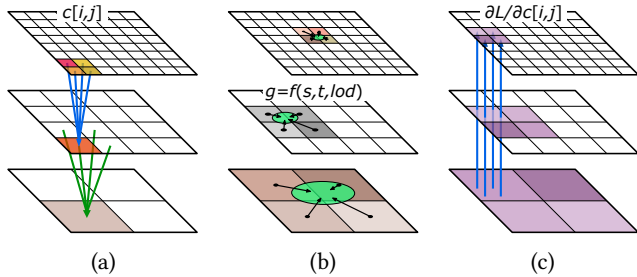 c[i,j]
∂L/∂c[i,j]
g=f(s,t,lod)
(a)
(b)
(c)